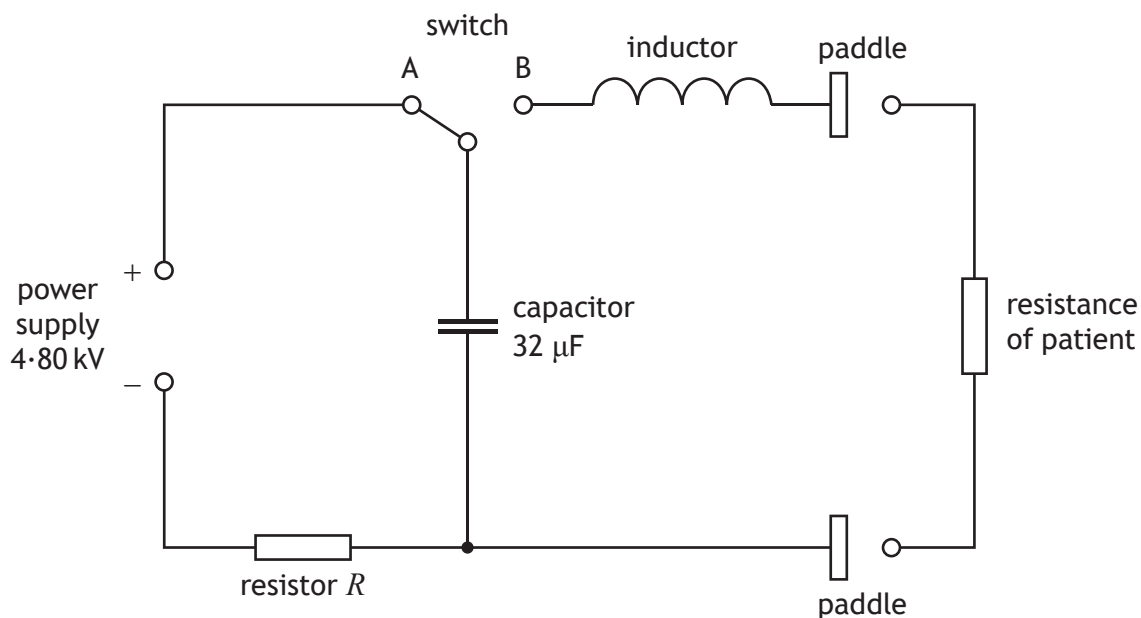 switch
A
B
inductor
paddle
+
power
supply
4·80 kV
−
capacitor
32 µF
resistance
of patient
resistor R
paddle